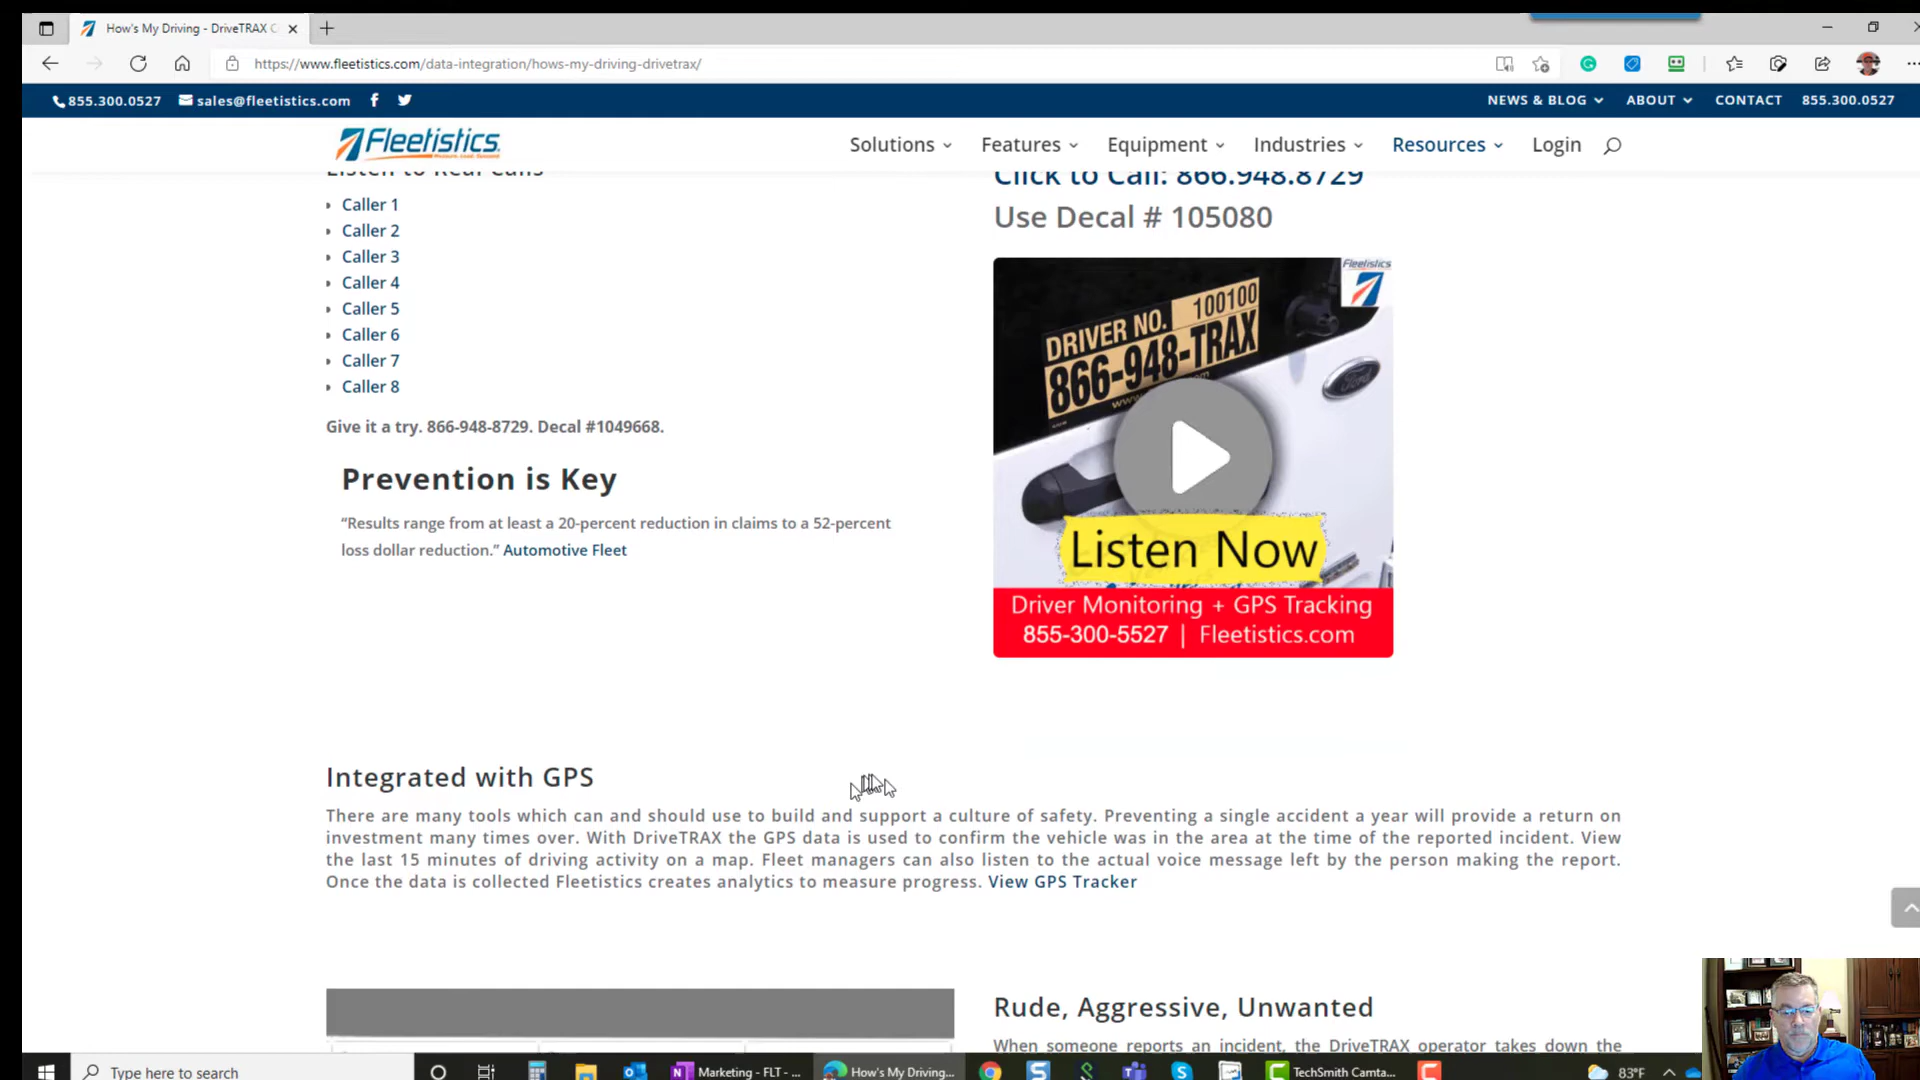 How's My Driving - DriveTRAX C
https://www.fleetistics.com/data-integration/hows-my-driving-drivetrax/
855.300.0527 sales@fleetistics.com
NEWS & BLOG ABOUT CONTACT 855.300.0527
Fleetistics
Solutions Features Equipment Industries Resources Login
Listen to Real Calls
Caller 1
Caller 2
Caller 3
Caller 4
Caller 5
Caller 6
Caller 7
Caller 8
Give it a try. 866-948-8729. Decal #1049668.
Prevention is Key
“Results range from at least a 20-percent reduction in claims to a 52-percent
loss dollar reduction.” Automotive Fleet
Click to Call: 866.948.8729
Use Decal # 105080
Fleetistics
DRIVER NO. 100100
866-948-TRAX
Ford
Listen Now
Driver Monitoring + GPS Tracking
855-300-5527 | Fleetistics.com
Integrated with GPS
There are many tools which can and should use to build and support a culture of safety. Preventing a single accident a year will provide a return on
investment many times over. With DriveTRAX the GPS data is used to confirm the vehicle was in the area at the time of the reported incident. View
the last 15 minutes of driving activity on a map. Fleet managers can also listen to the actual voice message left by the person making the report.
Once the data is collected Fleetistics creates analytics to measure progress. View GPS Tracker
Rude, Aggressive, Unwanted
When someone reports an incident, the DriveTRAX operator takes down the
Type here to search
Marketing - FLT - ...
How's My Driving...
TechSmith Camta...
83°F